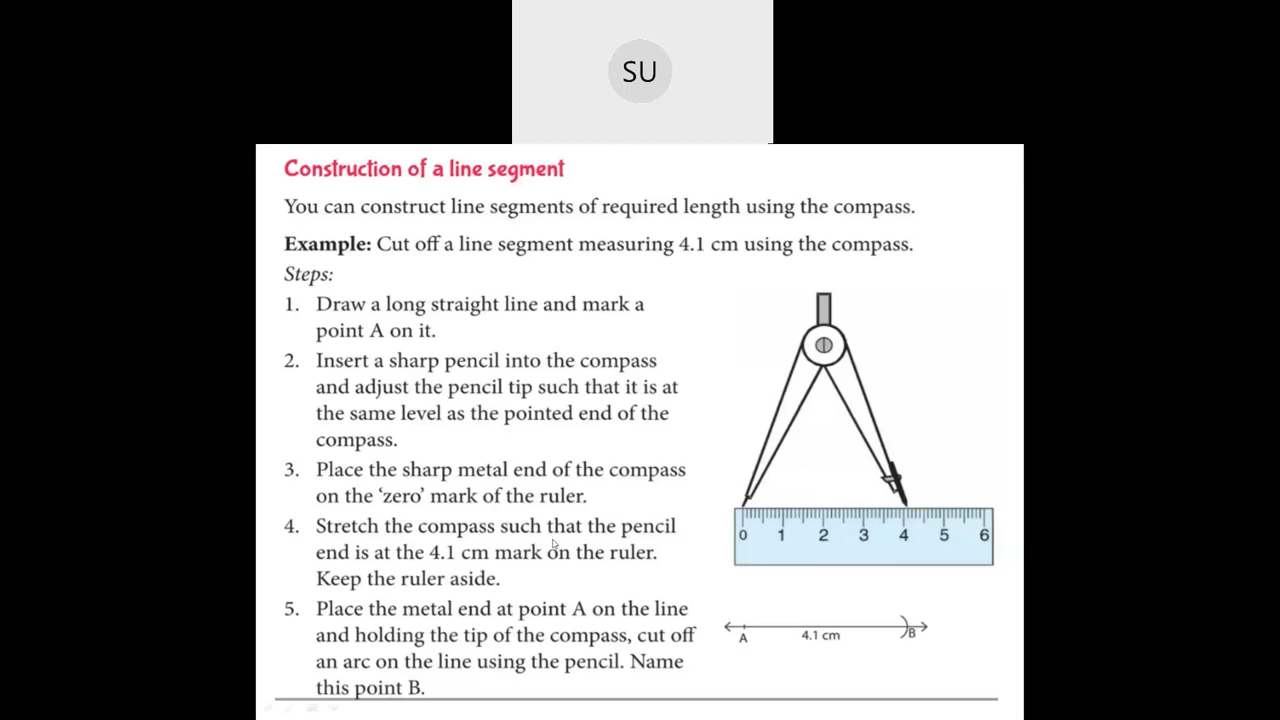 SU
Construction of a line segment
You can construct line segments of required length using the compass.
Example: Cut off a line segment measuring 4.1 cm using the compass.
Steps:
1. Draw a long straight line and mark a
point A on it.
2. Insert a sharp pencil into the compass
and adjust the pencil tip such that it is at
the same level as the pointed end of the
compass.
3. Place the sharp metal end of the compass
on the ‘zero’ mark of the ruler.
4. Stretch the compass such that the pencil
end is at the 4.1 cm mark on the ruler.
Keep the ruler aside.
5. Place the metal end at point A on the line
and holding the tip of the compass, cut off
an arc on the line using the pencil. Name
this point B.
0 1 2 3 4 5 6
A 4.1 cm B